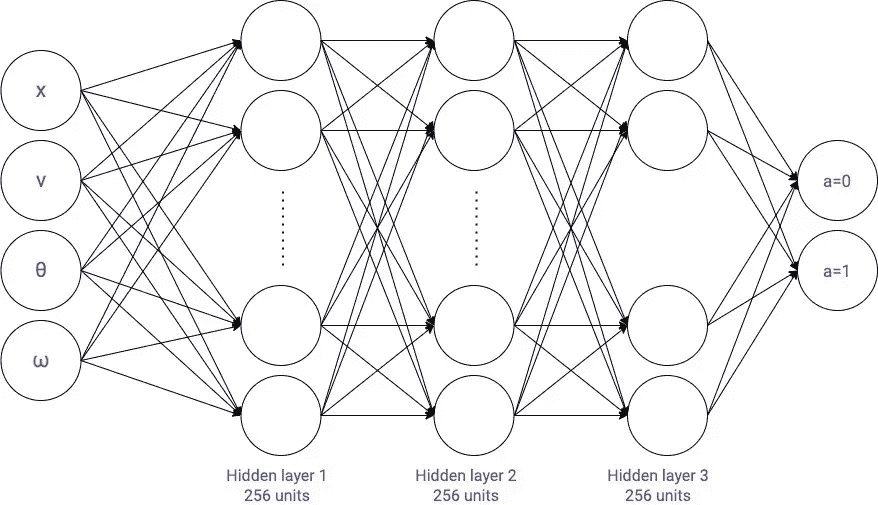 x
v
θ
ω
a=0
a=1
Hidden layer 1
256 units
Hidden layer 2
256 units
Hidden layer 3
256 units